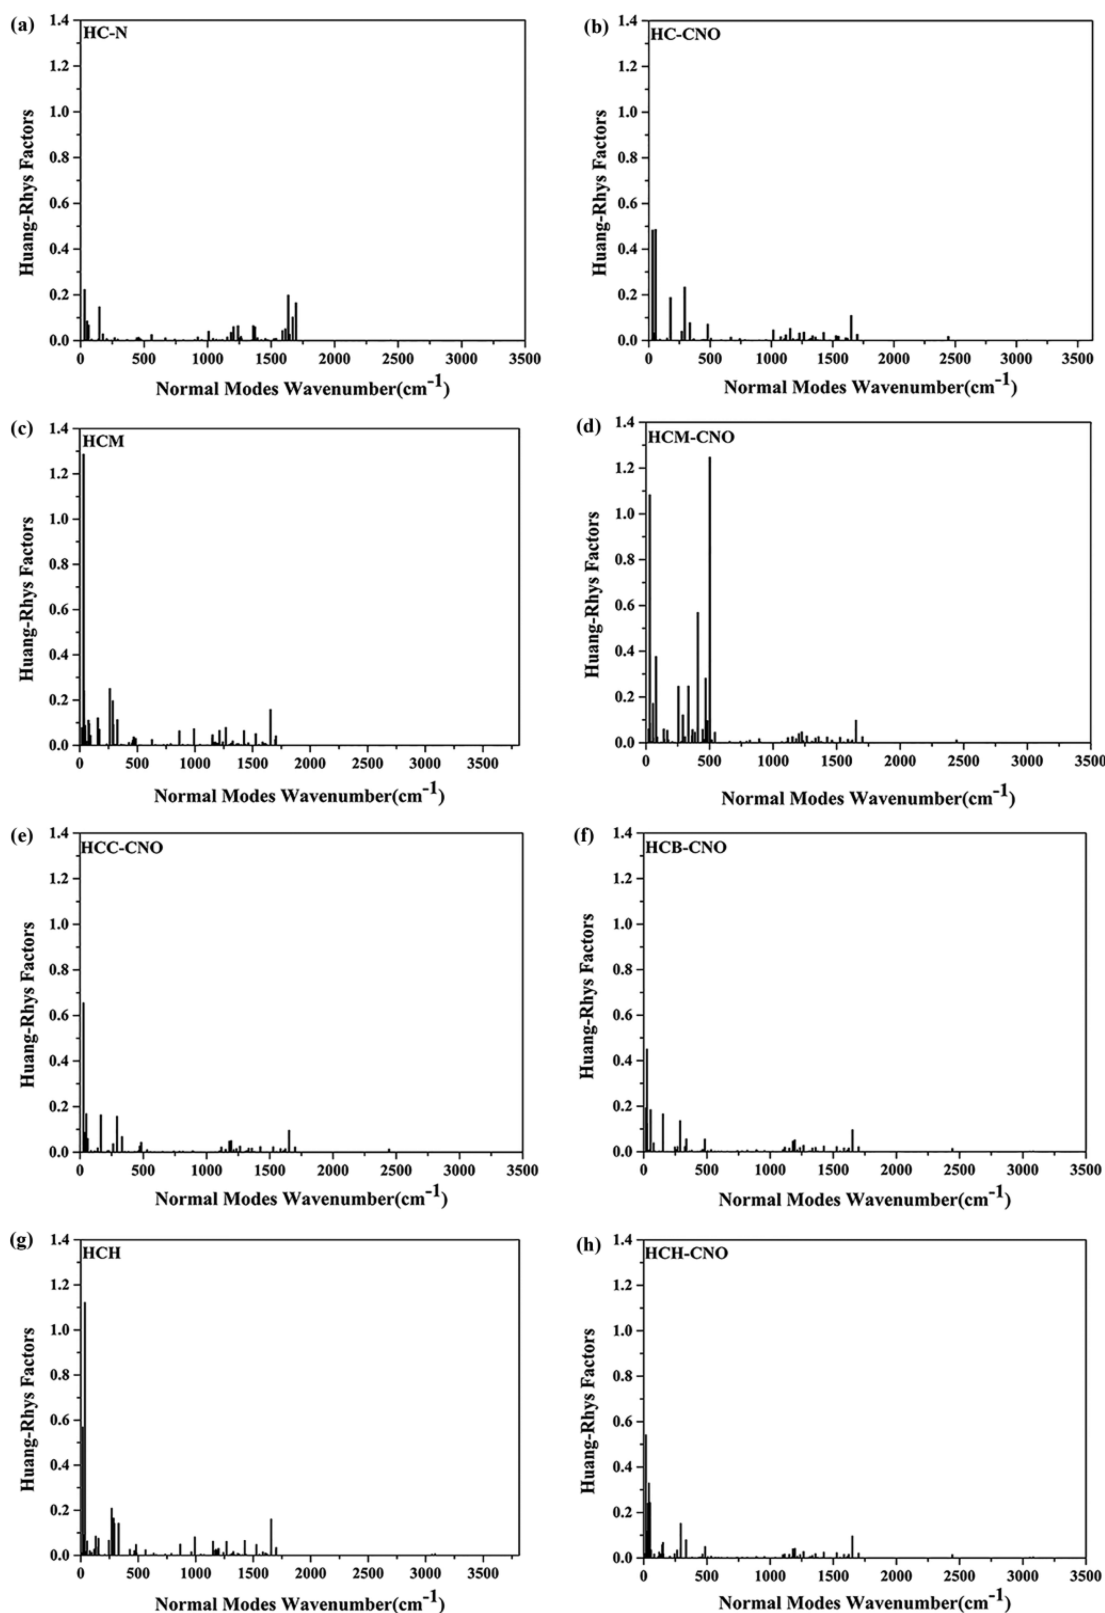 (a)
HC-N
1.4
1.2
1.0
0.8
0.6
0.4
0.2
0.0
Huang-Rhys Factors
0 500 1000 1500 2000 2500 3000 3500
Normal Modes Wavenumber(cm⁻¹)
(b)
HC-CNO
1.4
1.2
1.0
0.8
0.6
0.4
0.2
0.0
Huang-Rhys Factors
0 500 1000 1500 2000 2500 3000 3500
Normal Modes Wavenumber(cm⁻¹)
(c)
HCM
1.4
1.2
1.0
0.8
0.6
0.4
0.2
0.0
Huang-Rhys Factors
0 500 1000 1500 2000 2500 3000 3500
Normal Modes Wavenumber(cm⁻¹)
(d)
HCM-CNO
1.4
1.2
1.0
0.8
0.6
0.4
0.2
0.0
Huang-Rhys Factors
0 500 1000 1500 2000 2500 3000 3500
Normal Modes Wavenumber(cm⁻¹)
(e)
HCC-CNO
1.4
1.2
1.0
0.8
0.6
0.4
0.2
0.0
Huang-Rhys Factors
0 500 1000 1500 2000 2500 3000 3500
Normal Modes Wavenumber(cm⁻¹)
(f)
HCB-CNO
1.4
1.2
1.0
0.8
0.6
0.4
0.2
0.0
Huang-Rhys Factors
0 500 1000 1500 2000 2500 3000 3500
Normal Modes Wavenumber(cm⁻¹)
(g)
HCH
1.4
1.2
1.0
0.8
0.6
0.4
0.2
0.0
Huang-Rhys Factors
0 500 1000 1500 2000 2500 3000 3500
Normal Modes Wavenumber(cm⁻¹)
(h)
HCH-CNO
1.4
1.2
1.0
0.8
0.6
0.4
0.2
0.0
Huang-Rhys Factors
0 500 1000 1500 2000 2500 3000 3500
Normal Modes Wavenumber(cm⁻¹)